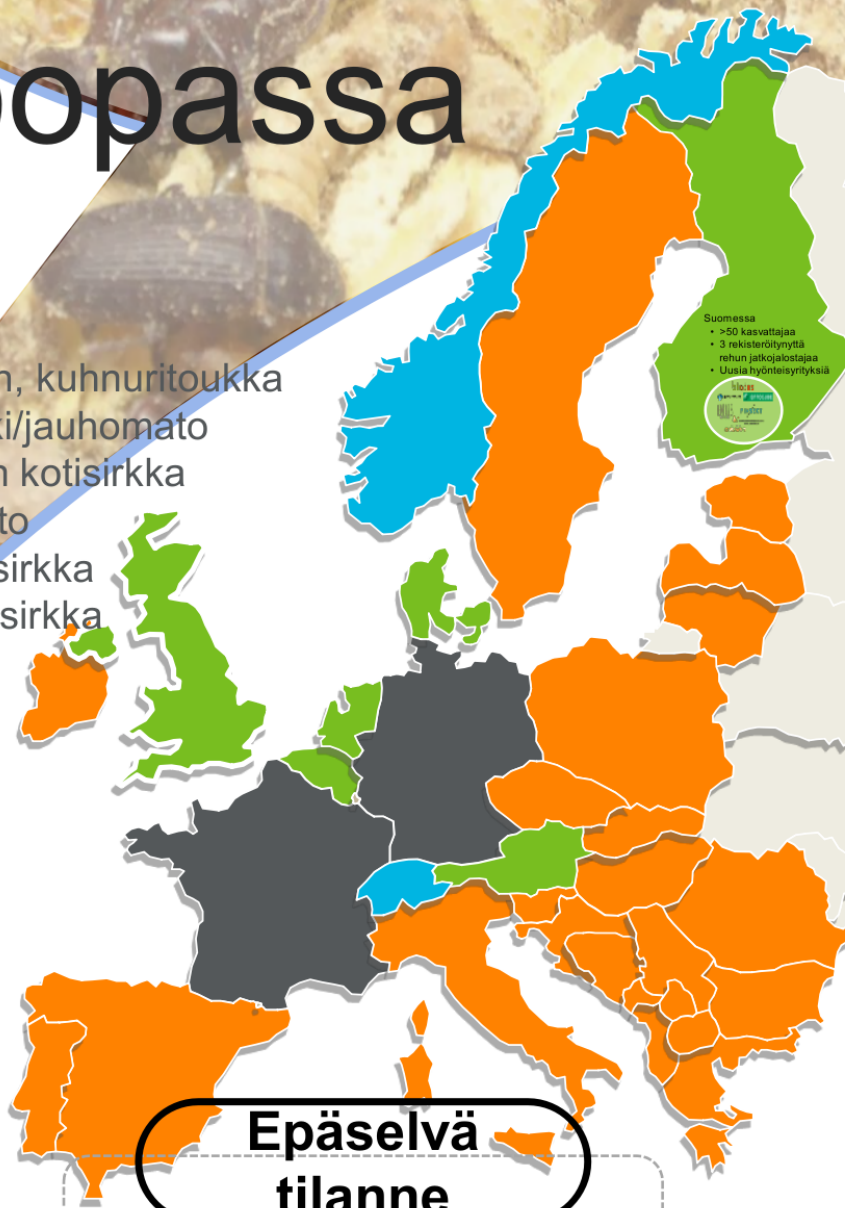 opassa
n, kuhnuritoukka
ki/jauhomato
n kotisirkka
to
sirkka
sirkka
Suomessa
• >50 kasvattajaa
• 3 rekisteröitynyttä
rehun jatkojalostajaa
• Uusia hyönteisyrityksiä
Epäselvä
tilanne